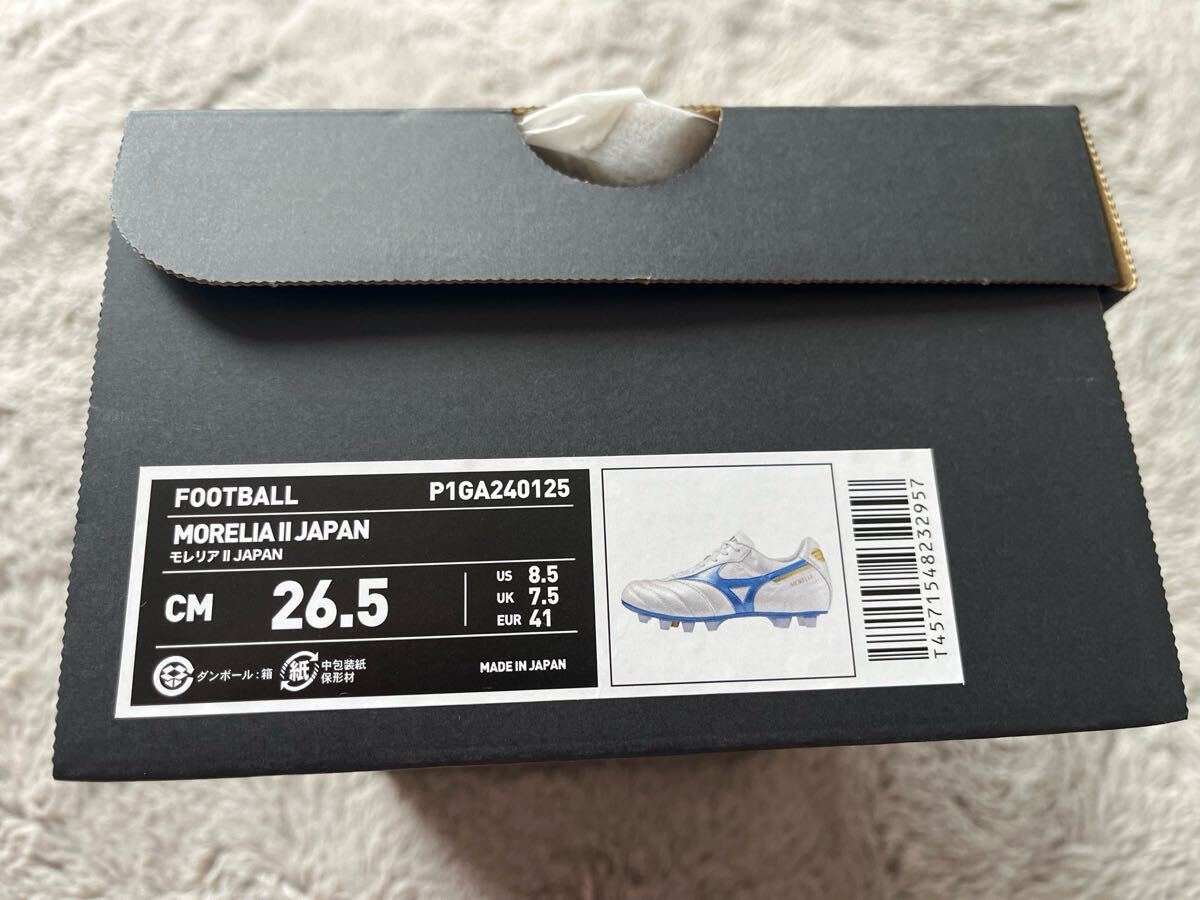 FOOTBALL P1GA240125
MORELIA II JAPAN
モレリア II JAPAN
CM 26.5
US 8.5
UK 7.5
EUR 41
ダンボール:箱
紙
中包装紙
保形材
MADE IN JAPAN
MORELIA
T4571548232957